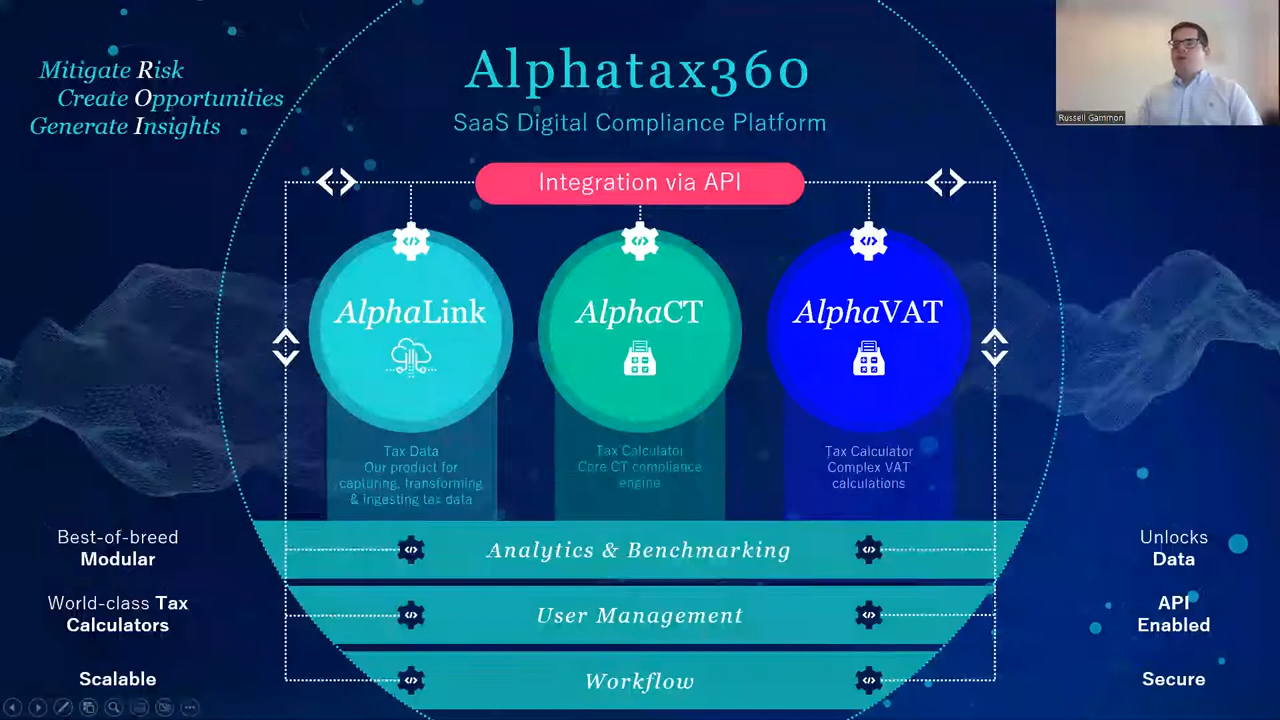 Mitigate Risk
Create Opportunities
Generate Insights
Alphatax360
SaaS Digital Compliance Platform
Russell Gammon
Integration via API
AlphaLink
AlphaCT
AlphaVAT
Tax Data
Our product for
capturing, transforming
& ingesting tax data
Tax Calculator
Core CT compliance
engine
Tax Calculator
Complex VAT
calculations
Best-of-breed
Modular
World-class Tax
Calculators
Scalable
Analytics & Benchmarking
User Management
Workflow
Unlocks
Data
API
Enabled
Secure